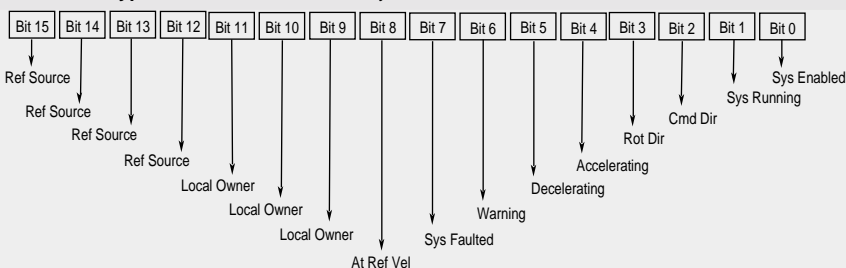 Bit 15 Bit 14 Bit 13 Bit 12 Bit 11 Bit 10 Bit 9 Bit 8 Bit 7 Bit 6 Bit 5 Bit 4 Bit 3 Bit 2 Bit 1 Bit 0
Ref Source Sys Enabled
Ref Source Sys Running
Ref Source Cmd Dir
Rot Dir
Ref Source Accelerating
Local Owner Decelerating
Local Owner Warning
Local Owner Sys Faulted
At Ref Vel